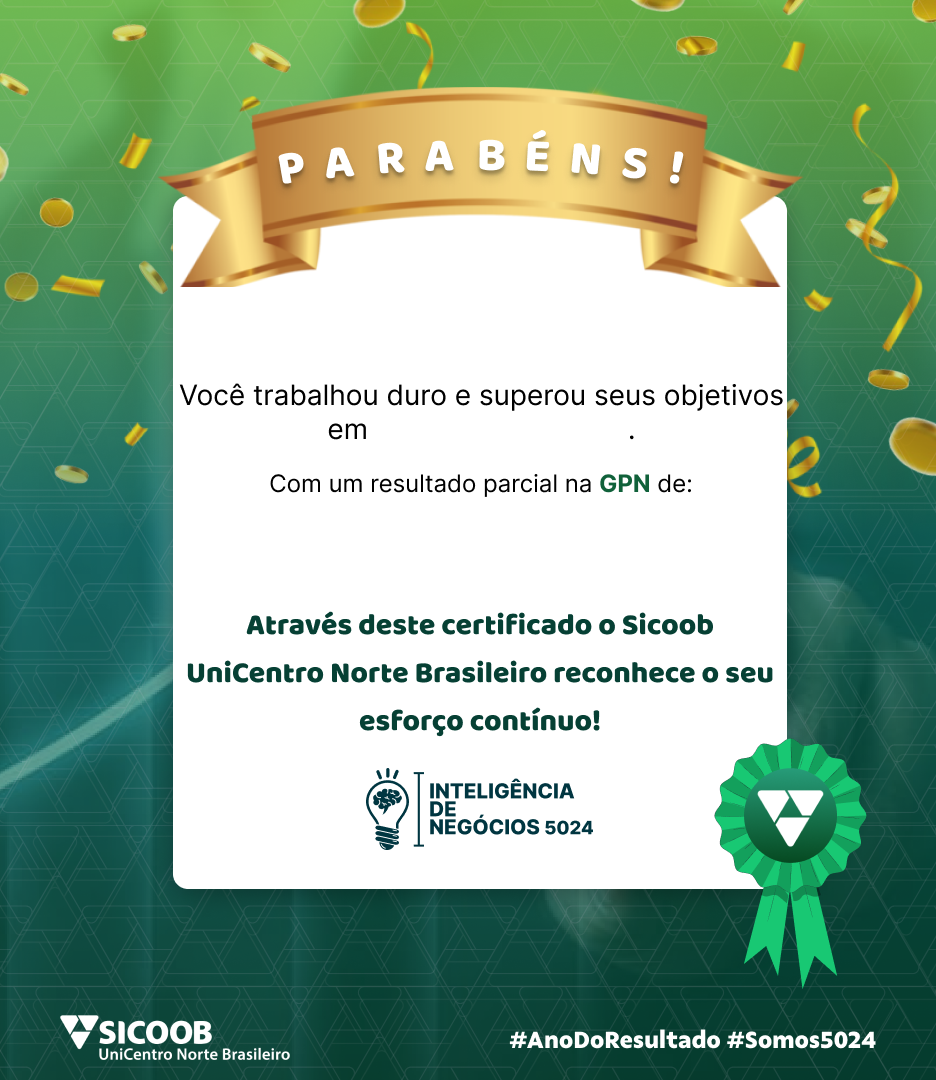 PARABÉNS!
Você trabalhou duro e superou seus objetivos
em .
Com um resultado parcial na GPN de:
Através deste certificado o Sicoob
UniCentro Norte Brasileiro reconhece o seu
esforço contínuo!
INTELIGÊNCIA
DE
NEGÓCIOS 5024
SICOOB
UniCentro Norte Brasileiro
#AnoDoResultado #Somos5024